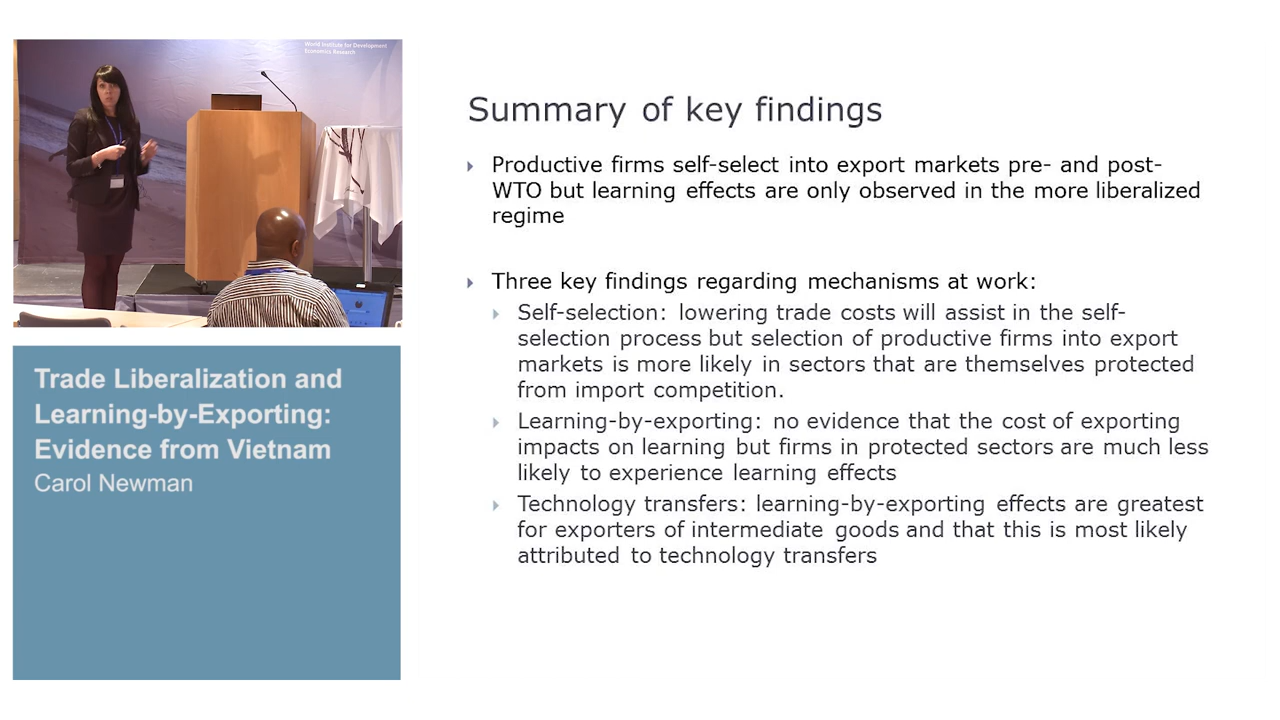 World Institute for Development
Economics Research
Trade Liberalization and
Learning-by-Exporting:
Evidence from Vietnam
Carol Newman
Summary of key findings
Productive firms self-select into export markets pre- and post-
WTO but learning effects are only observed in the more liberalized
regime
Three key findings regarding mechanisms at work:
Self-selection: lowering trade costs will assist in the self-
selection process but selection of productive firms into export
markets is more likely in sectors that are themselves protected
from import competition.
Learning-by-exporting: no evidence that the cost of exporting
impacts on learning but firms in protected sectors are much less
likely to experience learning effects
Technology transfers: learning-by-exporting effects are greatest
for exporters of intermediate goods and that this is most likely
attributed to technology transfers